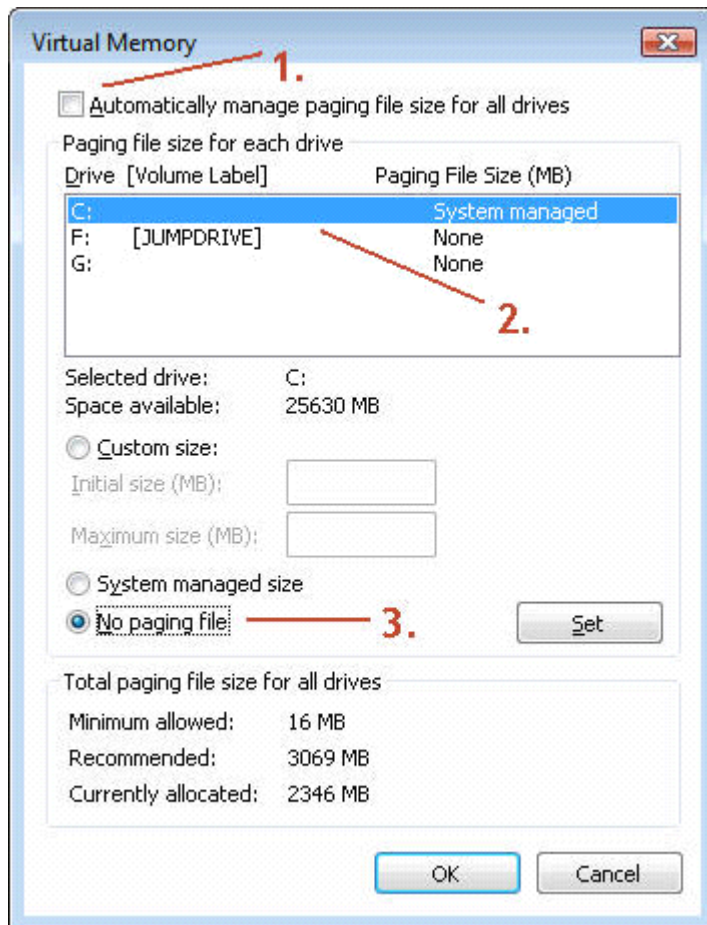 Virtual Memory
1.
Automatically manage paging file size for all drives
Paging file size for each drive
Drive [Volume Label] Paging File Size (MB)
C: System managed
F: [JUMPDRIVE] None
G: None
2.
Selected drive: C:
Space available: 25630 MB
Custom size:
Initial size (MB):
Maximum size (MB):
System managed size
No paging file 3. Set
Total paging file size for all drives
Minimum allowed: 16 MB
Recommended: 3069 MB
Currently allocated: 2346 MB
OK Cancel